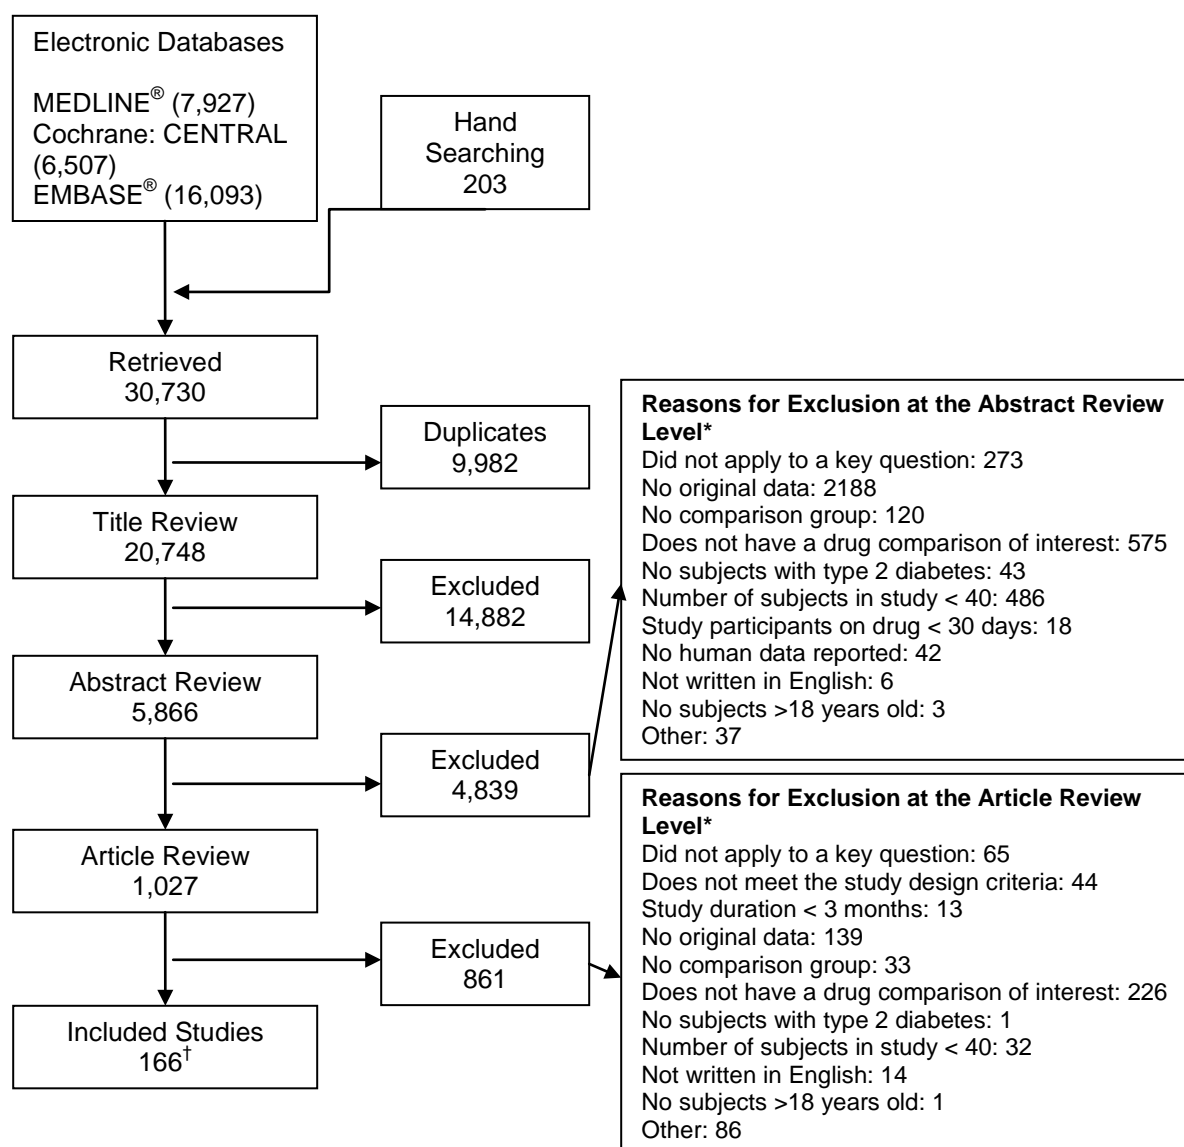 Electronic Databases
MEDLINE® (7,927)
Cochrane: CENTRAL
(6,507)
EMBASE® (16,093)
Hand
Searching
203
Retrieved
30,730
Duplicates
9,982
Title Review
20,748
Excluded
14,882
Abstract Review
5,866
Excluded
4,839
Reasons for Exclusion at the Abstract Review
Level*
Did not apply to a key question: 273
No original data: 2188
No comparison group: 120
Does not have a drug comparison of interest: 575
No subjects with type 2 diabetes: 43
Number of subjects in study < 40: 486
Study participants on drug < 30 days: 18
No human data reported: 42
Not written in English: 6
No subjects >18 years old: 3
Other: 37
Article Review
1,027
Excluded
861
Reasons for Exclusion at the Article Review
Level*
Did not apply to a key question: 65
Does not meet the study design criteria: 44
Study duration < 3 months: 13
No original data: 139
No comparison group: 33
Does not have a drug comparison of interest: 226
No subjects with type 2 diabetes: 1
Number of subjects in study < 40: 32
Not written in English: 14
No subjects >18 years old: 1
Other: 86
Included Studies
166†